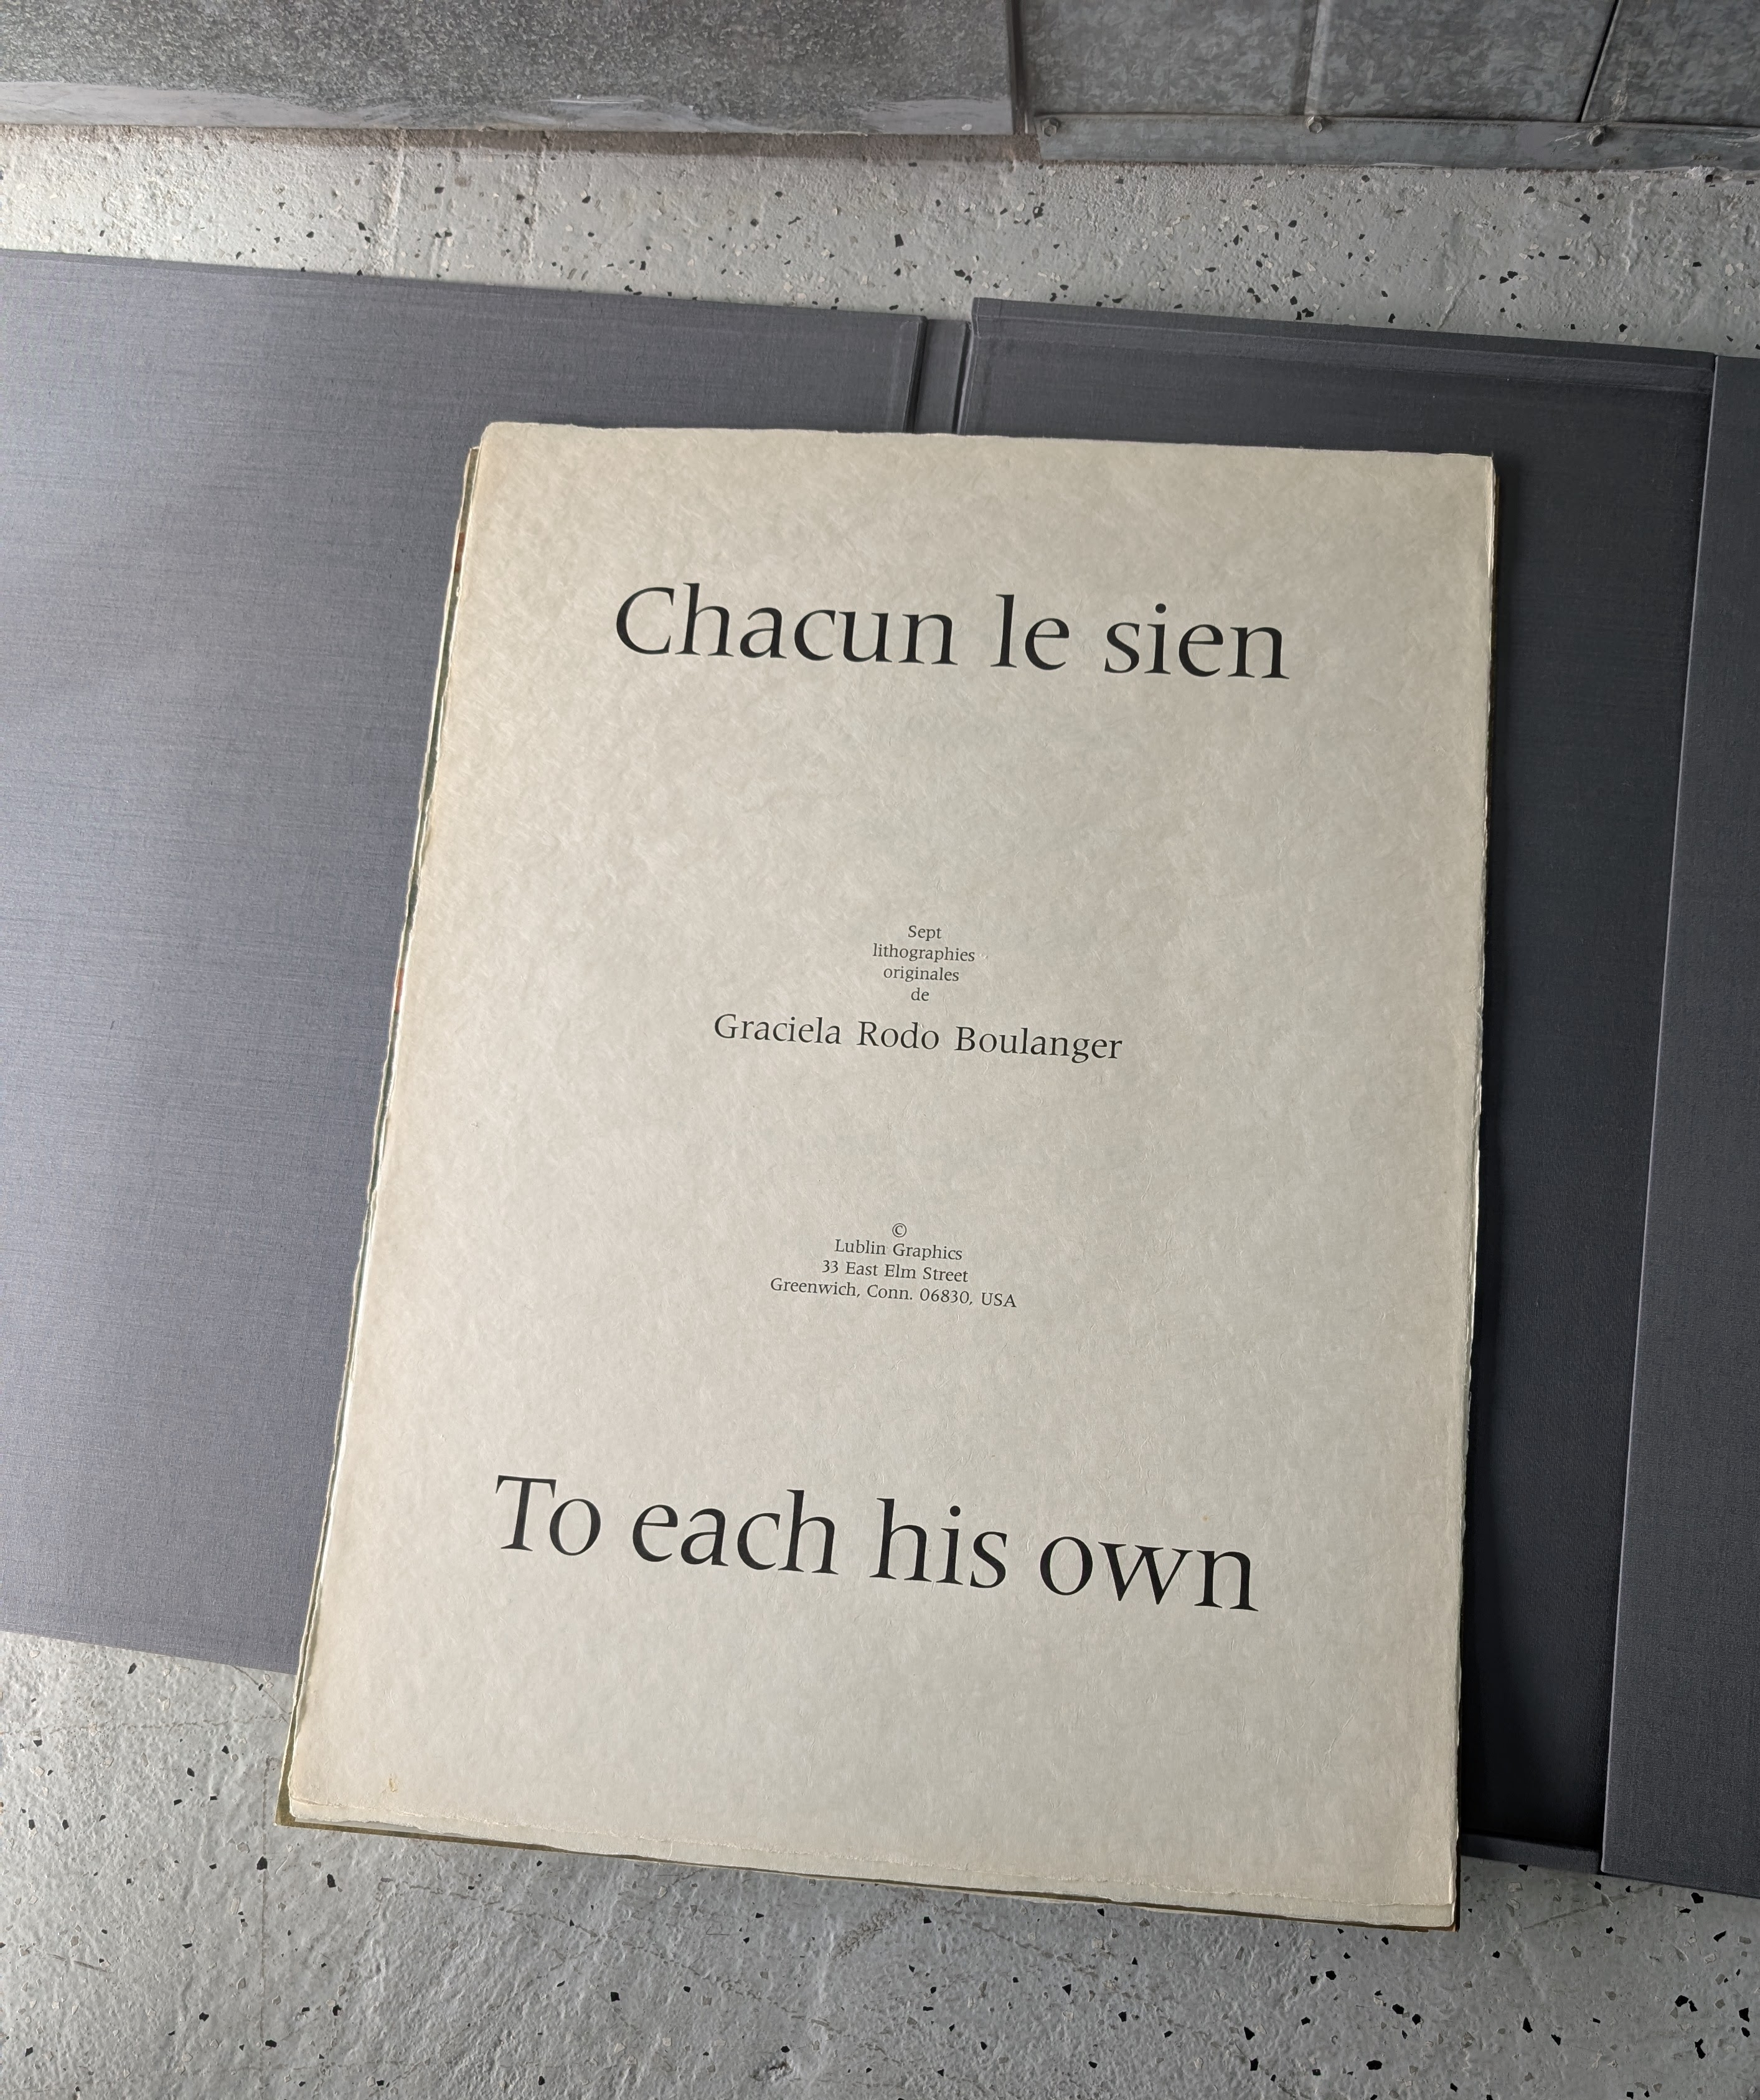 Chacun le sien
Sept
lithographies
originales
de
Graciela Rodo Boulanger
©
Lublin Graphics
33 East Elm Street
Greenwich, Conn. 06830, USA
To each his own